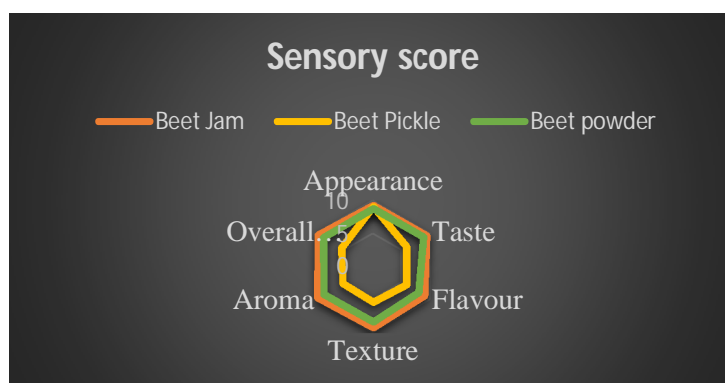 Sensory score
Beet Jam Beet Pickle Beet powder
Appearance
10
Overall… 5 Taste
0
Aroma Flavour
Texture